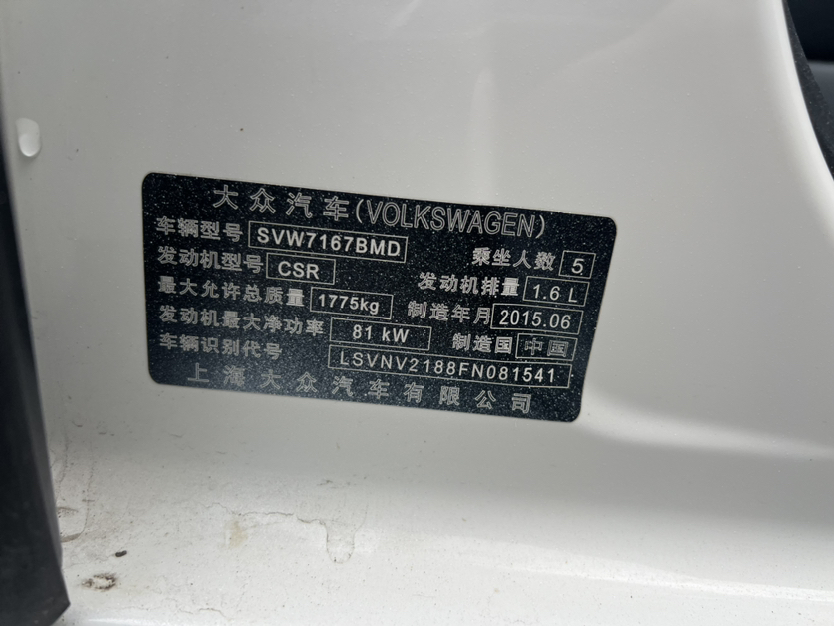 大众汽车(VOLKSWAGEN)
车辆型号 SVW7167BMD 乘坐人数 5
发动机型号 CSR 发动机排量 1.6 L
最大允许总质量 1775kg 制造年月 2015.06
发动机最大净功率 81 kW 制造国 中国
车辆识别代号 LSVNV2188FN081541
上海大众汽车有限公司